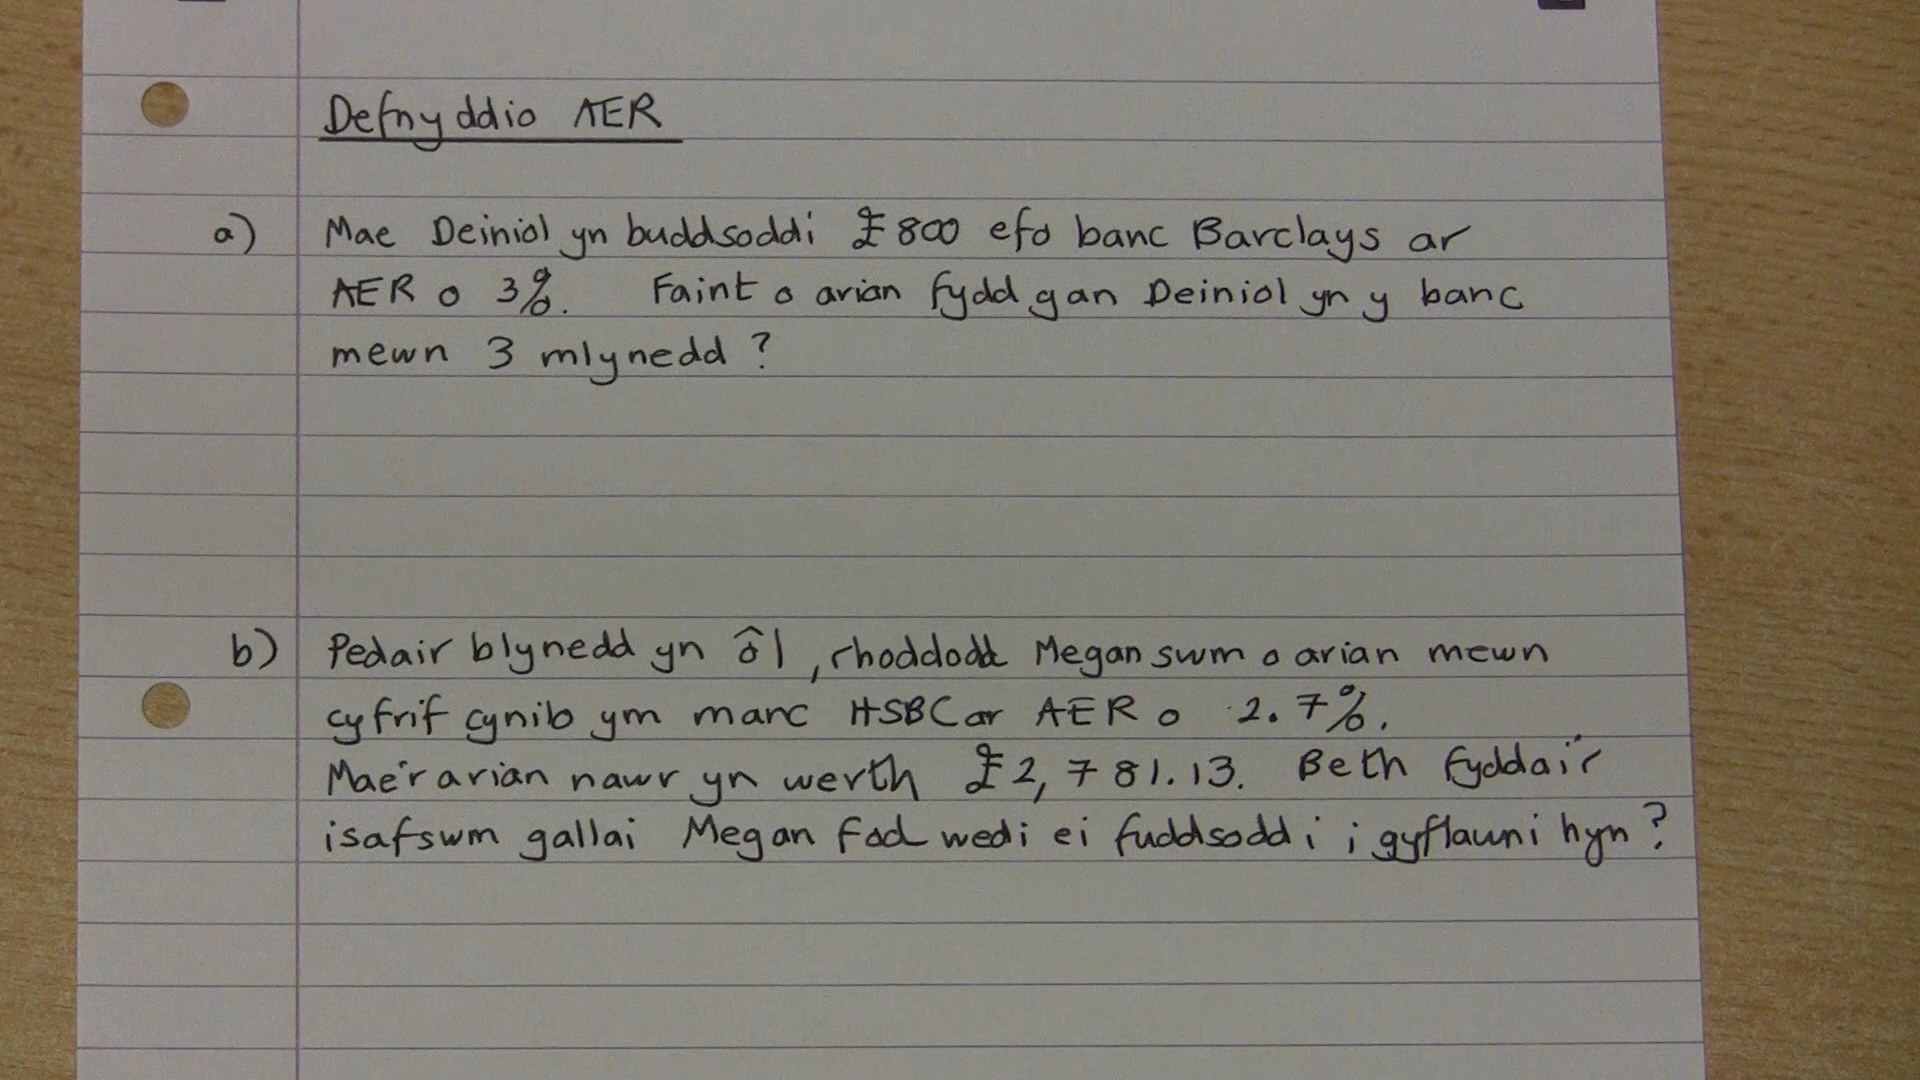 Defnyddio AER
a) Mae Deiniol yn buddsoddi £800 efo banc Barclays ar
AER o 3%. Faint o arian fydd gan Deiniol yn y banc
mewn 3 mlynedd?
b) Pedair blynedd yn ôl, rhoddodd Megan swm o arian mewn
cyfrif cynib ym manc HSBC ar AER o 2.7%.
Mae'r arian nawr yn werth £2,781.13. Beth fyddai'r
isafswm gallai Megan fod wedi ei fuddsoddi i gyflawni hyn?